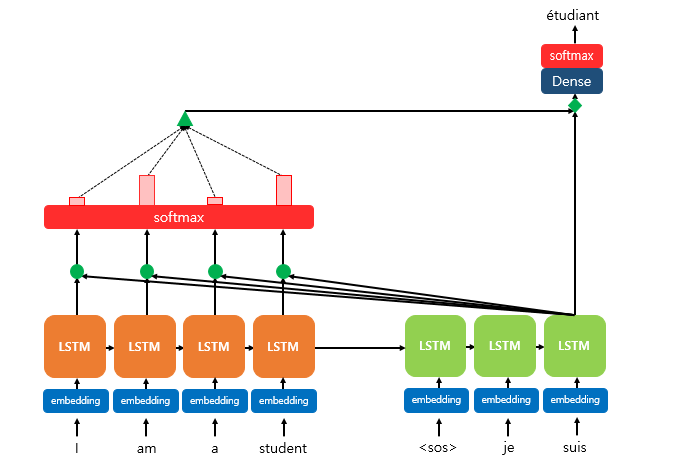 étudiant
softmax
Dense
softmax
LSTM LSTM LSTM LSTM LSTM LSTM LSTM
embedding embedding embedding embedding embedding embedding embedding
I am a student <sos> je suis